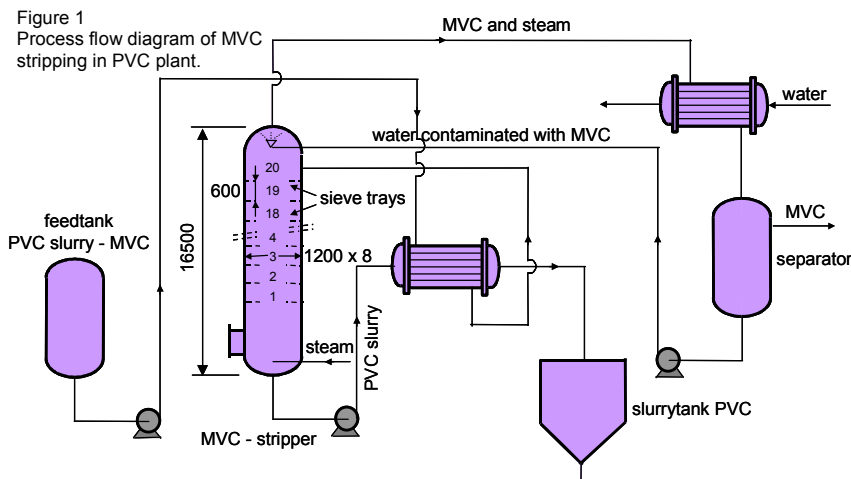 Figure 1
Process flow diagram of MVC
stripping in PVC plant.
MVC and steam
water
water contaminated with MVC
20
600
19
sieve trays
18
feedtank
PVC slurry - MVC
16500
4
3
1200 x 8
2
1
MVC
separator
steam
PVC slurry
slurrytank PVC
MVC - stripper